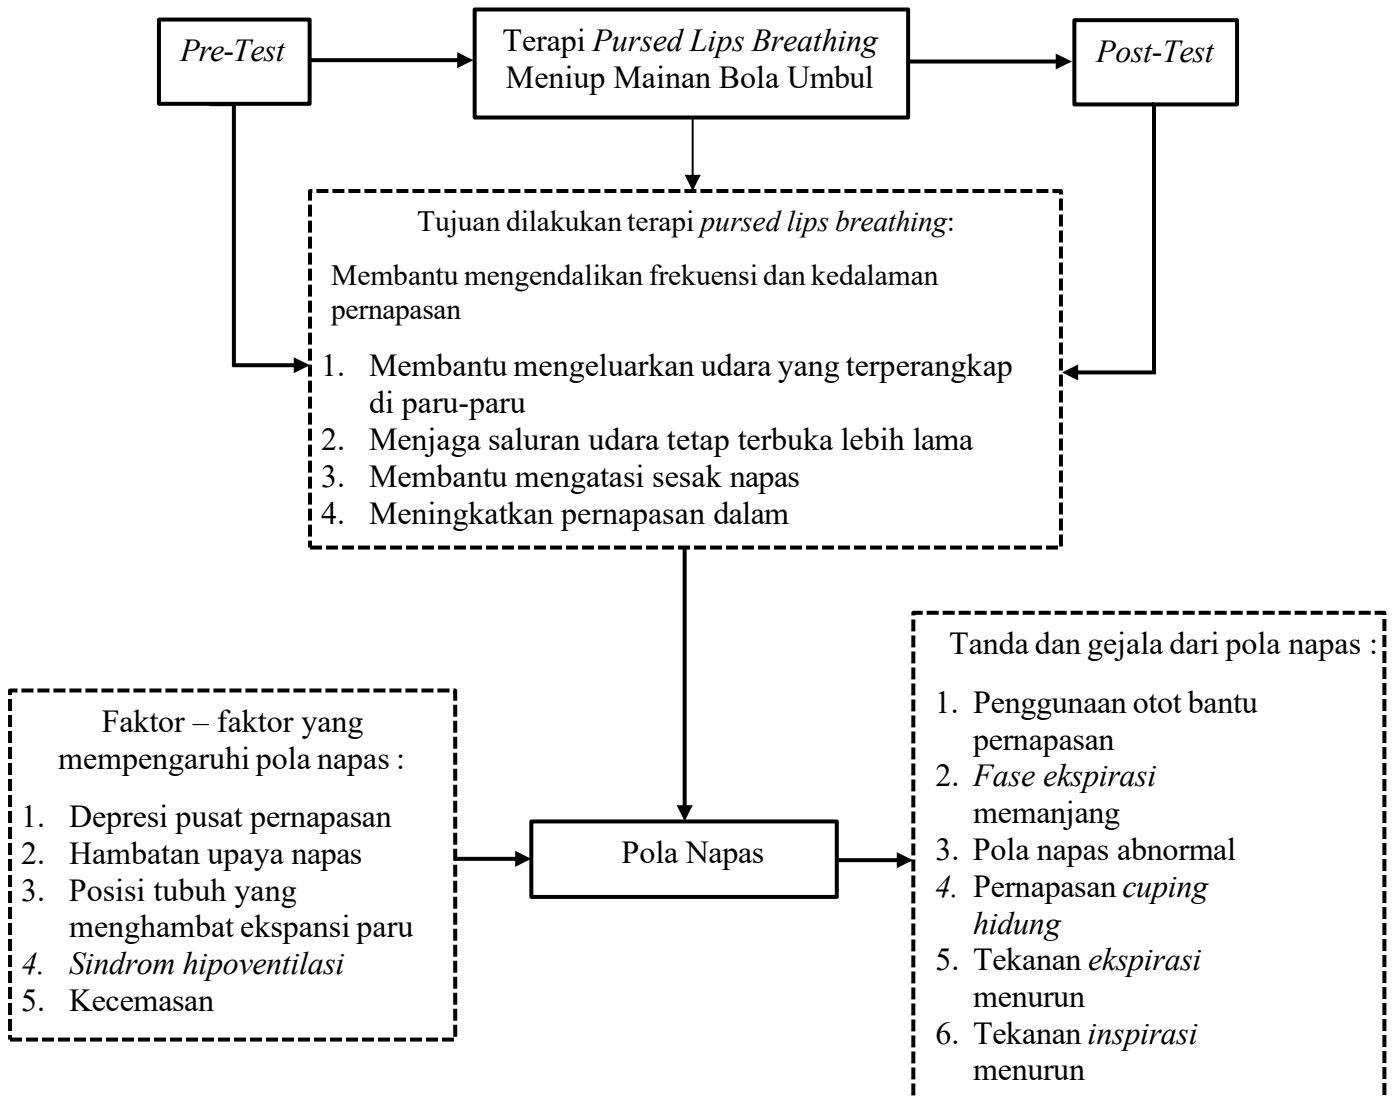 Pre-Test
Terapi Pursed Lips Breathing
Meniup Mainan Bola Umbul
Post-Test
Tujuan dilakukan terapi pursed lips breathing:
Membantu mengendalikan frekuensi dan kedalaman
pernapasan
1. Membantu mengeluarkan udara yang terperangkap
di paru-paru
2. Menjaga saluran udara tetap terbuka lebih lama
3. Membantu mengatasi sesak napas
4. Meningkatkan pernapasan dalam
Faktor – faktor yang
mempengaruhi pola napas :
1. Depresi pusat pernapasan
2. Hambatan upaya napas
3. Posisi tubuh yang
menghambat ekspansi paru
4. Sindrom hipoventilasi
5. Kecemasan
Pola Napas
Tanda dan gejala dari pola napas :
1. Penggunaan otot bantu
pernapasan
2. Fase ekspirasi
memanjang
3. Pola napas abnormal
4. Pernapasan cuping
hidung
5. Tekanan ekspirasi
menurun
6. Tekanan inspirasi
menurun